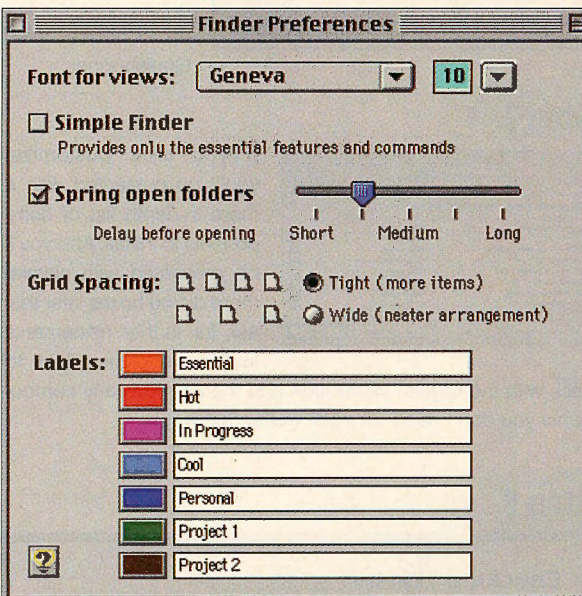 Finder Preferences
Font for views: Geneva 10
Simple Finder
Provides only the essential features and commands
Spring open folders
Delay before opening Short Medium Long
Grid Spacing: Tight (more items)
Wide (neater arrangement)
Labels: Essential
Hot
In Progress
Cool
Personal
Project 1
Project 2
?